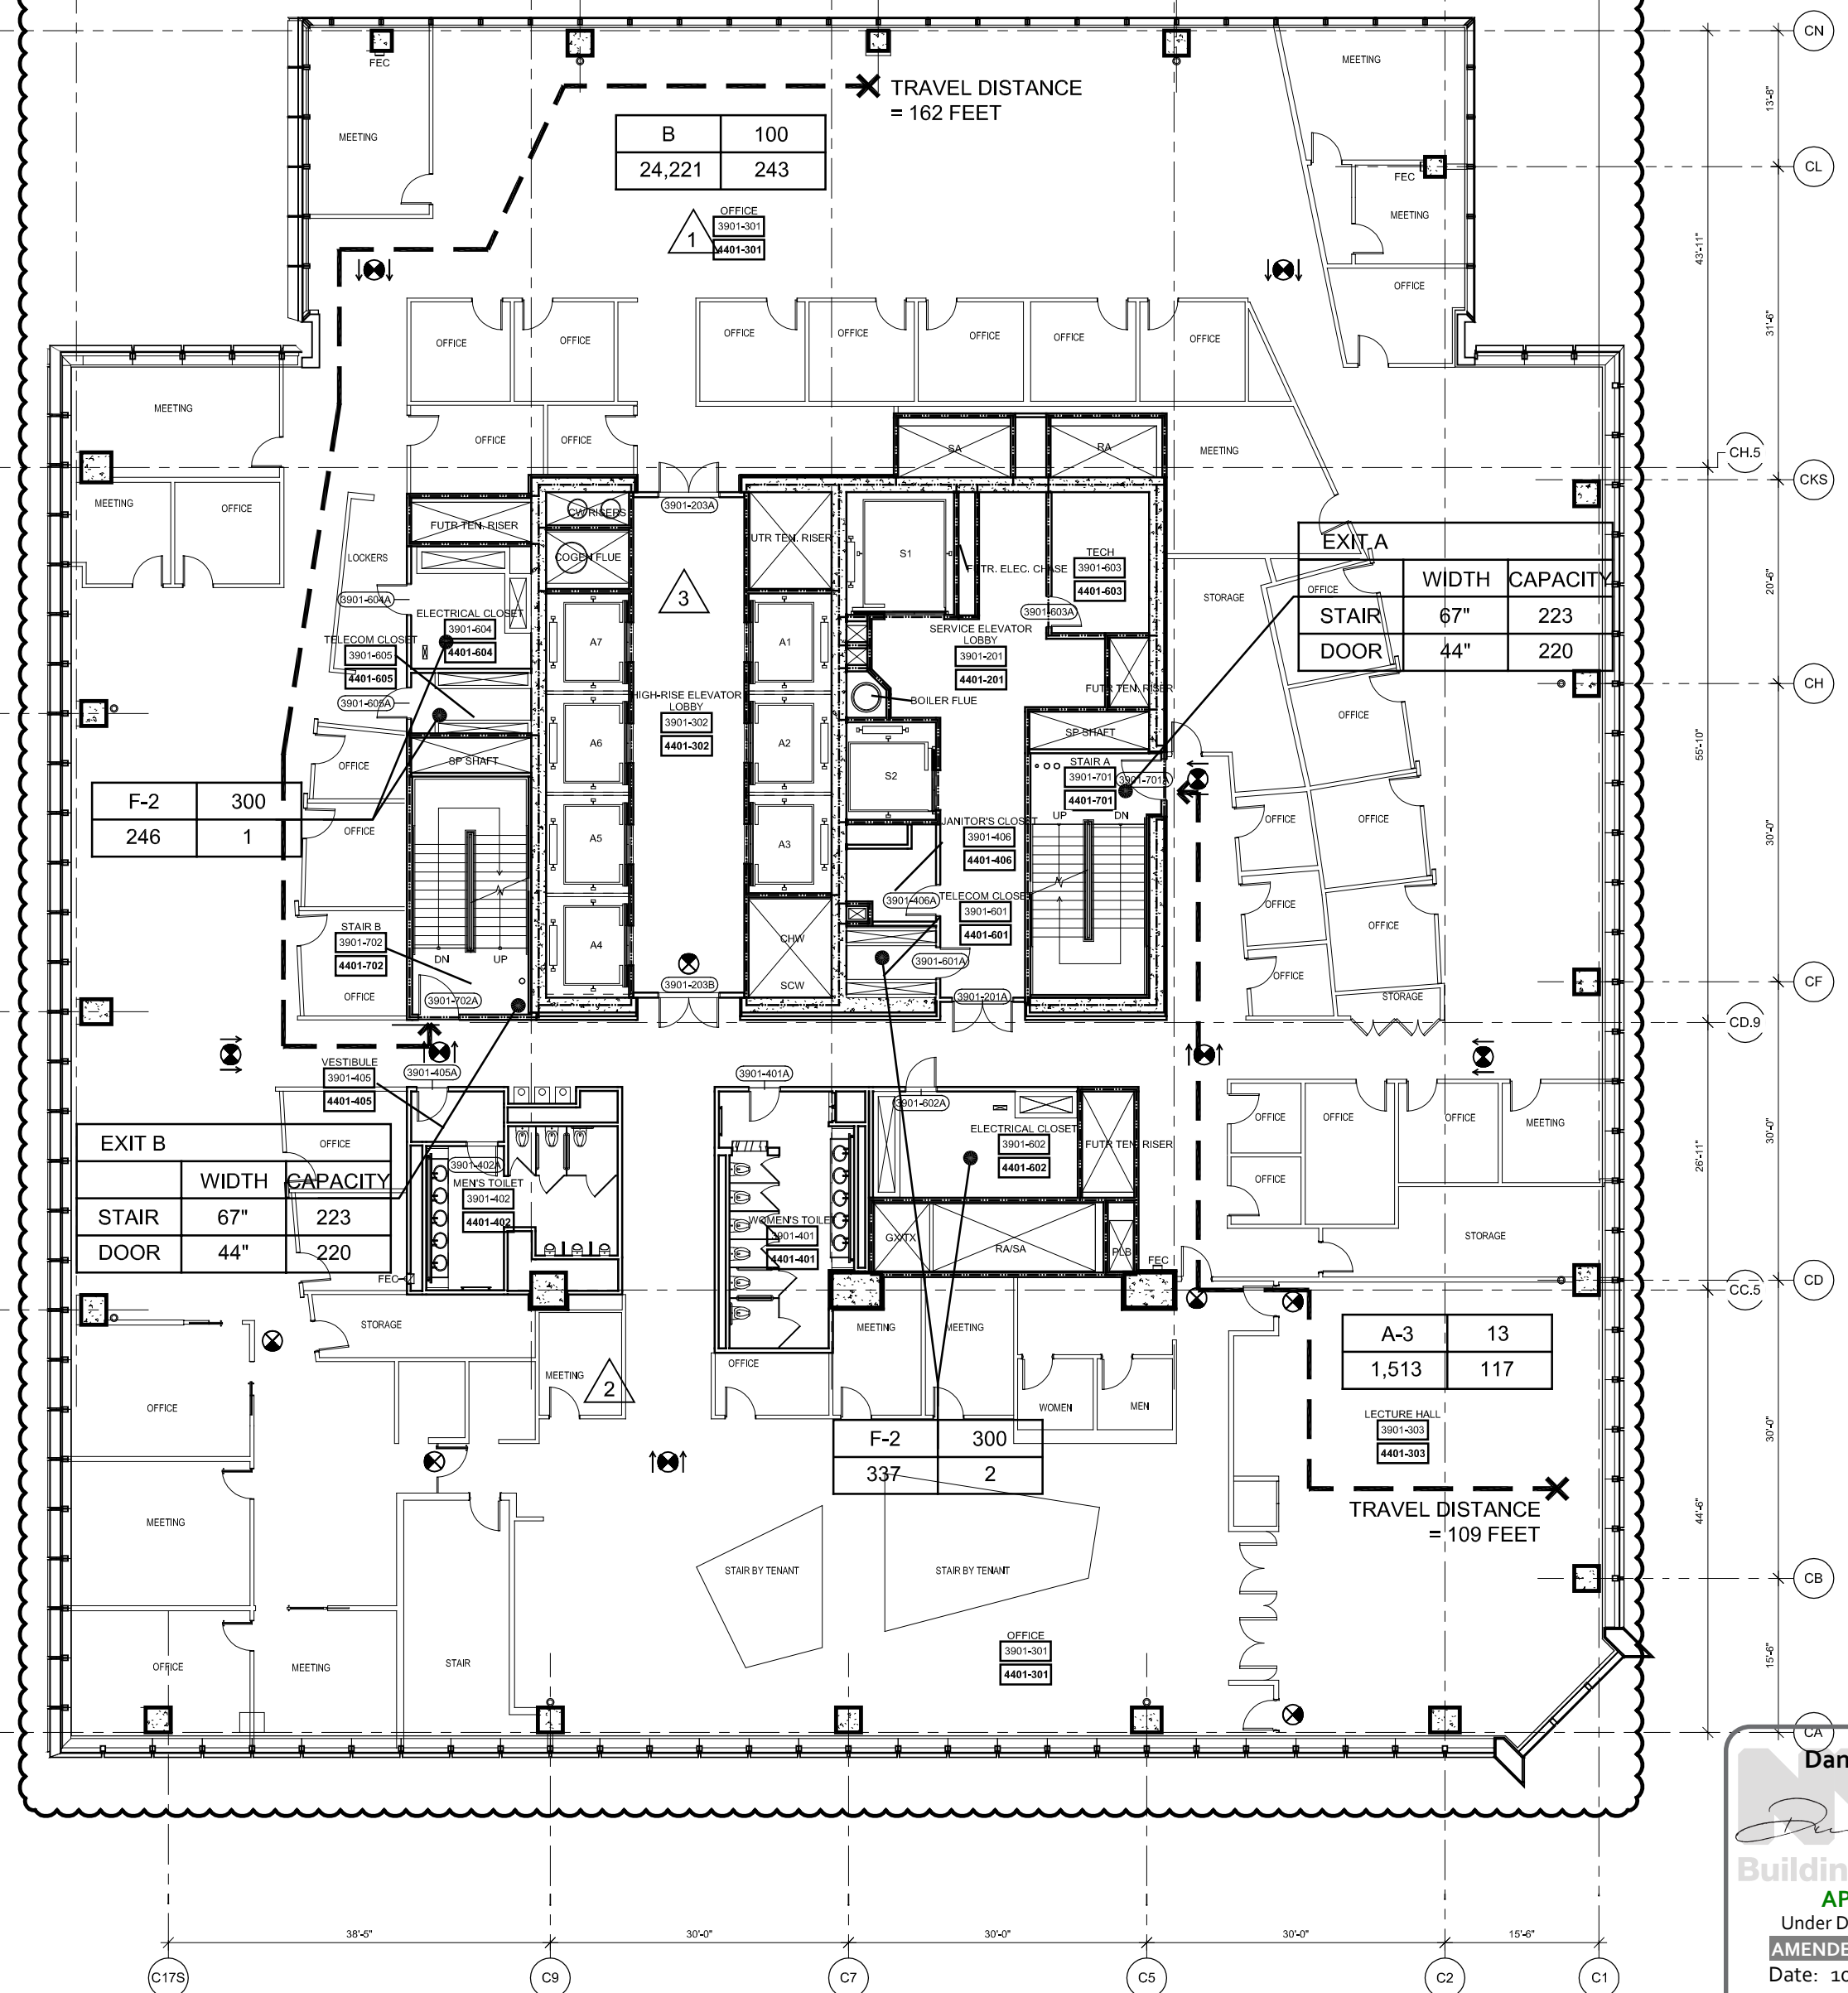 CN
FEC
MEETING
TRAVEL DISTANCE
= 162 FEET
13'-8"
B 100
24,221 243
MEETING
CL
FEC
MEETING
OFFICE
3901-301
4401-301
1
43'-11"
OFFICE
31'-6"
OFFICE
OFFICE
OFFICE
OFFICE
OFFICE
OFFICE
OFFICE
MEETING
OFFICE
OFFICE
SA
RA
MEETING
CH.5
CKS
MEETING
OFFICE
3901-203A
CW RISERS
FUTR TEN. RISER
UTR TEN. RISER
LOCKERS
COGEN FLUE
S1
TECH
3901-603
4401-603
FUTR. ELEC. CHASE
EXIT A
WIDTH CAPACITY
STAIR 67" 223
DOOR 44" 220
OFFICE
STORAGE
20'-6"
3
3901-604A
ELECTRICAL CLOSET
3901-604
4401-604
3901-603A
TELECOM CLOSET
3901-605
4401-605
A7
A1
SERVICE ELEVATOR
LOBBY
3901-201
4401-201
CH
3901-605A
HIGH-RISE ELEVATOR
LOBBY
3901-302
4401-302
FUTR TEN. RISER
BOILER FLUE
OFFICE
SP SHAFT
A6
A2
SP SHAFT
OFFICE
55'-10"
S2
STAIR A
3901-701
4401-701
3901-701A
F-2 300
246 1
UP
DN
OFFICE
A5
A3
JANITOR'S CLOSET
3901-406
4401-406
OFFICE
OFFICE
30'-0"
3901-406A
TELECOM CLOSET
3901-601
4401-601
OFFICE
OFFICE
STAIR B
3901-702
4401-702
DN
UP
A4
CHW
SCW
3901-601A
OFFICE
CF
3901-702A
OFFICE
3901-203B
3901-201A
STORAGE
CD.9
VESTIBULE
3901-405
4401-405
3901-405A
3901-401A
3901-602A
OFFICE
OFFICE
OFFICE
MEETING
30'-0"
EXIT B
WIDTH CAPACITY
STAIR 67" 223
DOOR 44" 220
OFFICE
3901-402A
MEN'S TOILET
3901-402
4401-402
ELECTRICAL CLOSET
3901-602
4401-602
FUTR TEN. RISER
OFFICE
26'-11"
WOMEN'S TOILET
3901-401
4401-401
GX/TX
RA/SA
PLB
STORAGE
FEC
FEC
CD
CC.5
STORAGE
MEETING
MEETING
A-3 13
1,513 117
OFFICE
MEETING
2
OFFICE
WOMEN
MEN
LECTURE HALL
3901-303
4401-303
30'-0"
F-2 300
337 2
TRAVEL DISTANCE
= 109 FEET
44'-6"
MEETING
STAIR BY TENANT
STAIR BY TENANT
CB
OFFICE
3901-301
4401-301
OFFICE
MEETING
STAIR
15'-6"
CA
Dan
Buildin
AP
Under D
AMENDE
Date: 10
38'-5"
30'-0"
30'-0"
30'-0"
15'-6"
C17S
C9
C7
C5
C2
C1